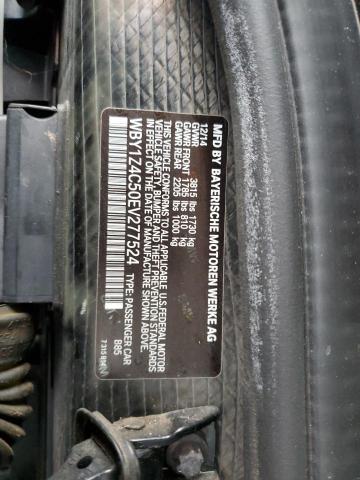 MFD BY BAYERISCHE MOTOREN WERKE AG
12/14
GVWR 3815 lbs 1730 kg
GAWR FRONT 1785 lbs 810 kg
GAWR REAR 2205 lbs 1000 kg
THIS VEHICLE CONFORMS TO ALL APPLICABLE U.S. FEDERAL MOTOR
VEHICLE SAFETY, BUMPER AND THEFT PREVENTION STANDARDS
IN EFFECT ON THE DATE OF MANUFACTURE SHOWN ABOVE.
WBY1Z4C50EV277524 TYPE: PASSENGER CAR
B85